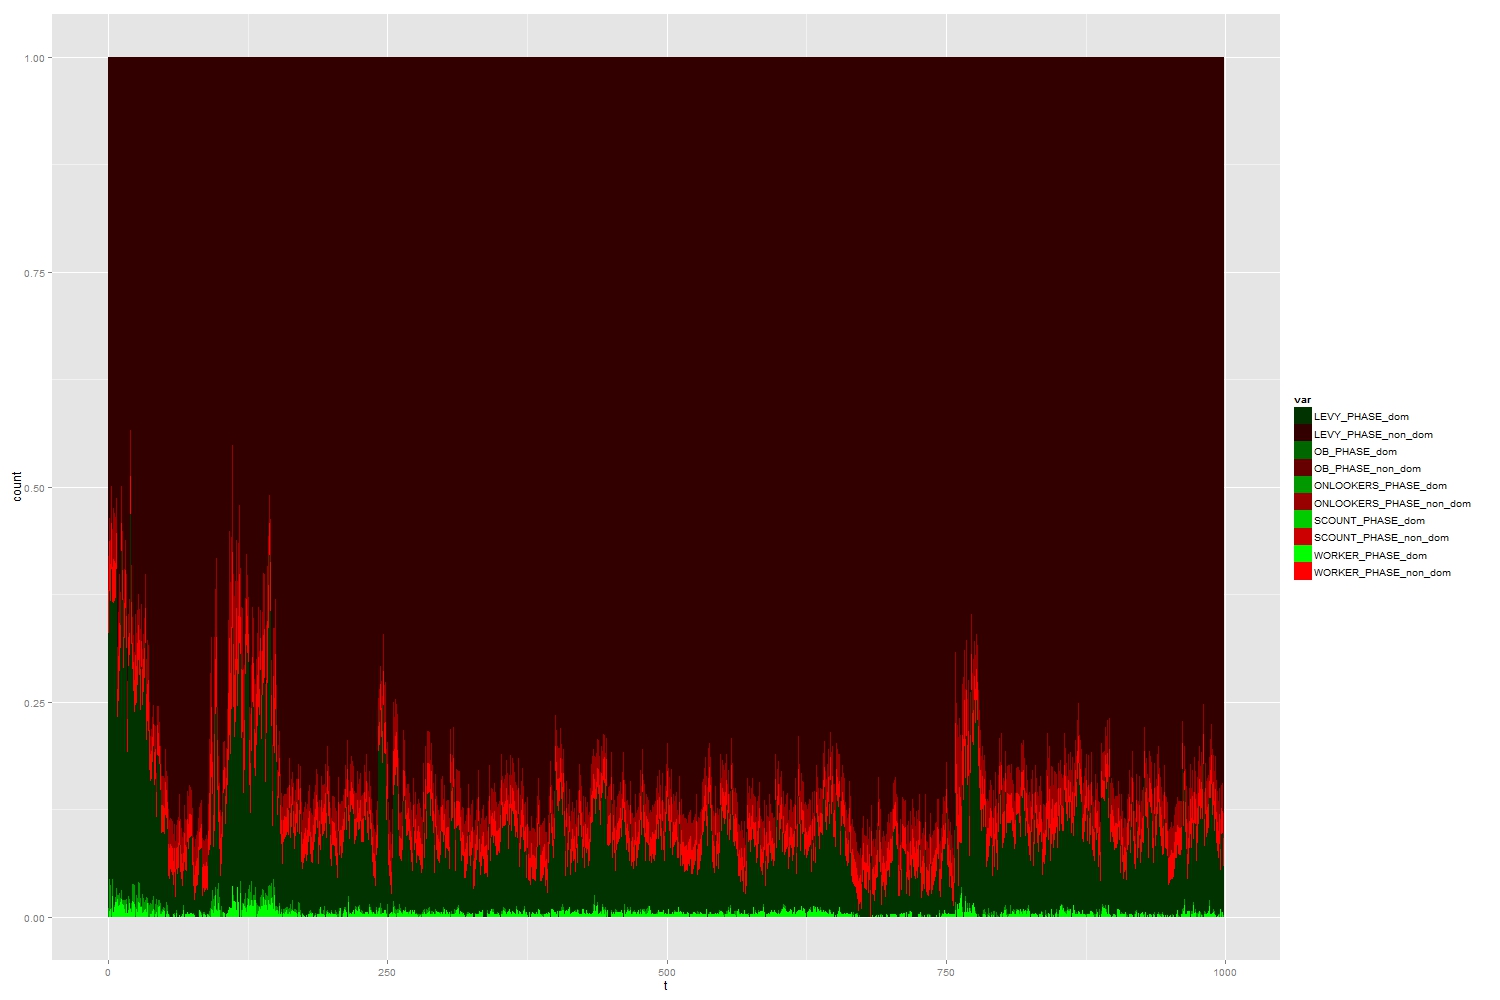 1.00
0.75
0.50
0.25
0.00
count
0
250
500
750
1000
t
var
LEVY_PHASE_dom
LEVY_PHASE_non_dom
OB_PHASE_dom
OB_PHASE_non_dom
ONLOOKERS_PHASE_dom
ONLOOKERS_PHASE_non_dom
SCOUNT_PHASE_dom
SCOUNT_PHASE_non_dom
WORKER_PHASE_dom
WORKER_PHASE_non_dom